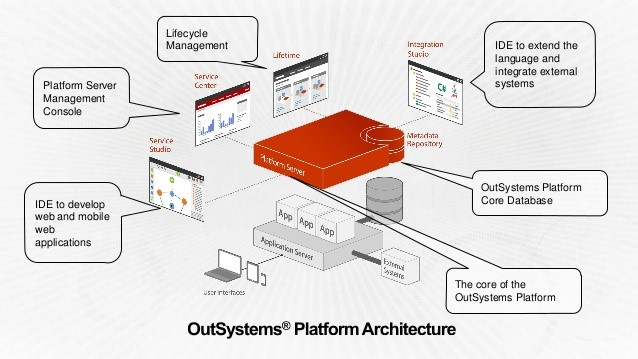 Lifecycle
Management
Lifetime
Integration
Studio
IDE to extend the
language and
integrate external
systems
Service
Center
Platform Server
Management
Console
C#
Service
Studio
Platform Server
Metadata
Repository
OutSystems Platform
Core Database
IDE to develop
web and mobile
web
applications
App
App
App
Application Server
External
Systems
User Interfaces
The core of the
OutSystems Platform
OutSystems® Platform Architecture